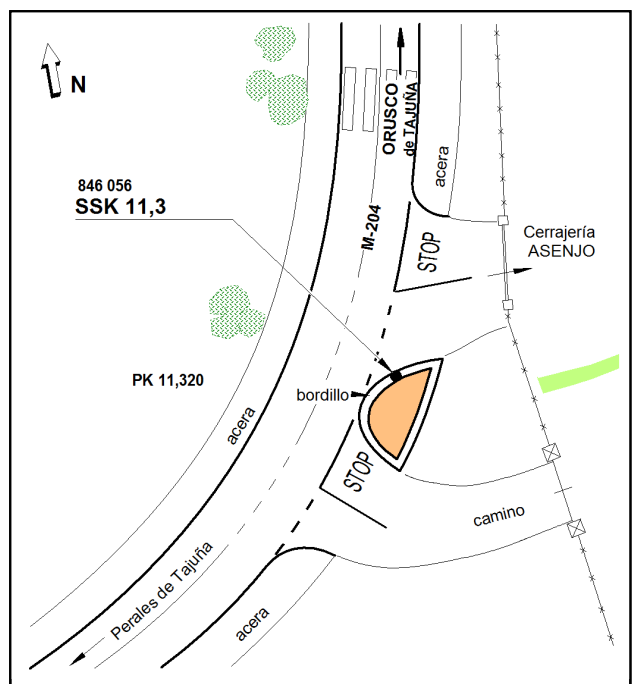 N
ORUSCO
de TAJUÑA
acera
846 056
SSK 11,3
M-204
STOP
Cerrajería
ASENJO
PK 11,320
bordillo
acera
STOP
camino
Perales de Tajuña
acera